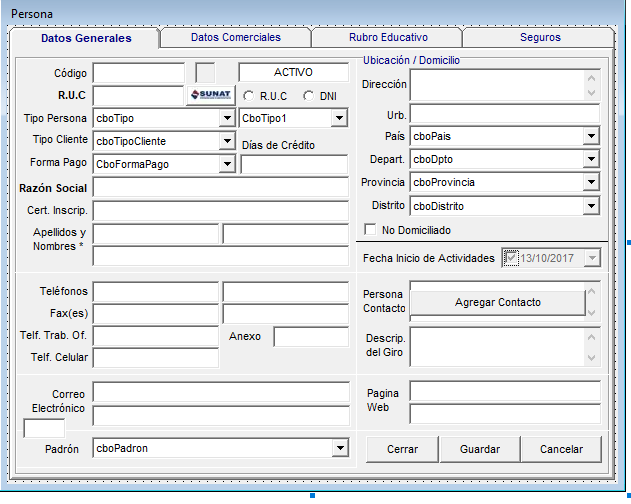 Persona
Datos Generales
Datos Comerciales
Rubro Educativo
Seguros
Código
ACTIVO
R.U.C
SUNAT
R.U.C
DNI
Tipo Persona
cboTipo
CboTipo1
Tipo Cliente
cboTipoCliente
Días de Crédito
Forma Pago
CboFormaPago
Razón Social
Cert. Inscrip.
Apellidos y
Nombres *
Ubicación / Domicilio
Dirección
Urb.
País
cboPais
Depart.
cboDpto
Provincia
cboProvincia
Distrito
cboDistrito
No Domiciliado
Fecha Inicio de Actividades
13/10/2017
Teléfonos
Fax(es)
Telf. Trab. Of.
Anexo
Telf. Celular
Persona
Contacto
Agregar Contacto
Descrip.
del Giro
Correo
Electrónico
Pagina
Web
Padrón
cboPadron
Cerrar
Guardar
Cancelar